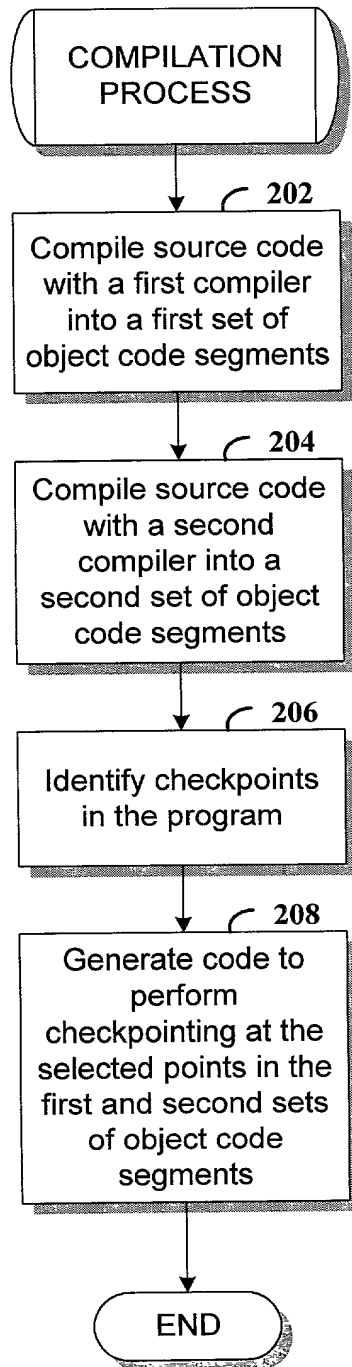 COMPILATION
PROCESS
202
Compile source code
with a first compiler
into a first set of
object code segments
204
Compile source code
with a second
compiler into a
second set of object
code segments
206
Identify checkpoints
in the program
208
Generate code to
perform
checkpointing at the
selected points in the
first and second sets
of object code
segments
END